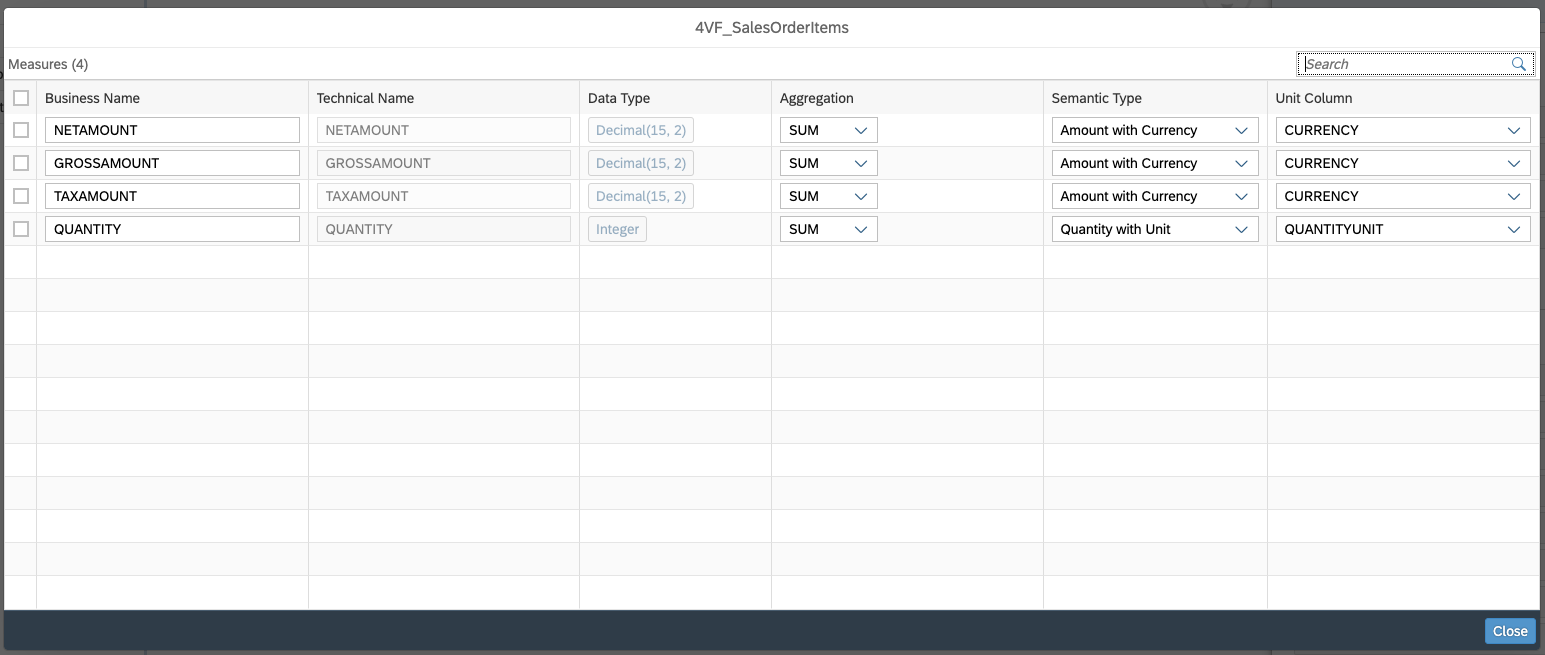 4VF_SalesOrderItems
Measures (4)
Search
Business Name Technical Name Data Type Aggregation Semantic Type Unit Column
NETAMOUNT NETAMOUNT Decimal(15, 2) SUM Amount with Currency CURRENCY
GROSSAMOUNT GROSSAMOUNT Decimal(15, 2) SUM Amount with Currency CURRENCY
TAXAMOUNT TAXAMOUNT Decimal(15, 2) SUM Amount with Currency CURRENCY
QUANTITY QUANTITY Integer SUM Quantity with Unit QUANTITYUNIT
Close